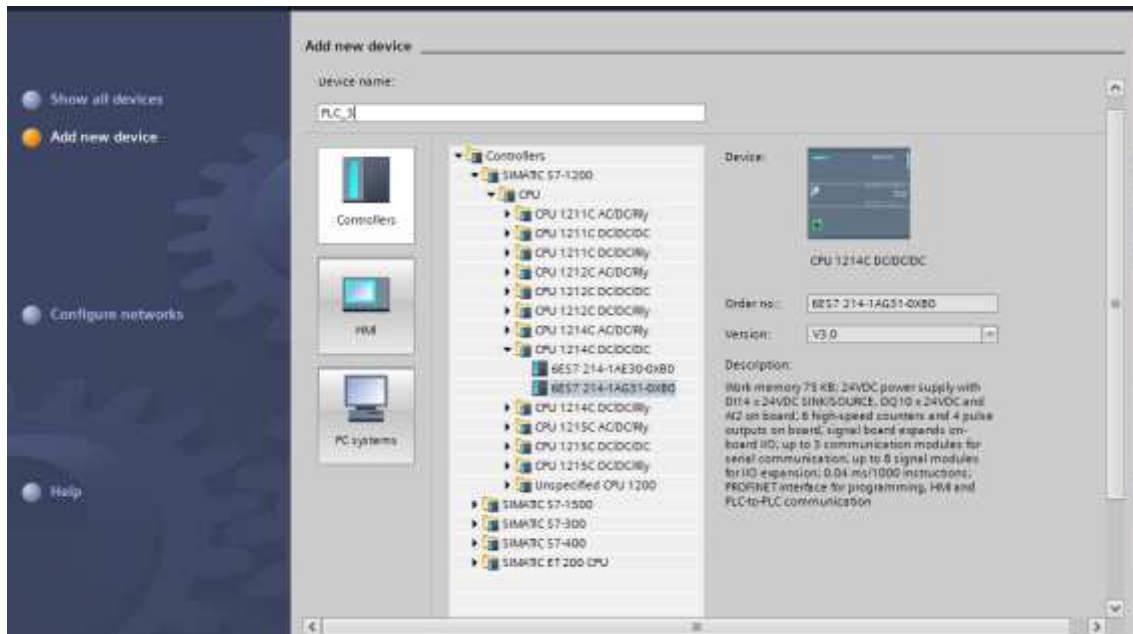 Add new device
Device name:
PLC_3
Show all devices
Add new device
Configure networks
Help
Controllers
HMI
PC systems
Controllers
SIMATIC S7-1200
CPU
CPU 1211C AC/DC/Rly
CPU 1211C DC/DC/DC
CPU 1211C DC/DC/Rly
CPU 1212C AC/DC/Rly
CPU 1212C DC/DC/DC
CPU 1212C DC/DC/Rly
CPU 1214C AC/DC/Rly
CPU 1214C DC/DC/DC
6ES7 214-1AE30-0XB0
6ES7 214-1AG31-0XB0
CPU 1214C DC/DC/Rly
CPU 1215C AC/DC/Rly
CPU 1215C DC/DC/DC
CPU 1215C DC/DC/Rly
Unspecified CPU 1200
SIMATIC S7-1500
SIMATIC S7-300
SIMATIC S7-400
SIMATIC ET 200 CPU
Device:
CPU 1214C DC/DC/DC
Order no.: 6ES7 214-1AG31-0XB0
Version: V3.0
Description:
Work memory 75 KB; 24VDC power supply with
DI14 x 24VDC SINK/SOURCE, DQ10 x 24VDC and
AI2 on board; 6 high-speed counters and 4 pulse
outputs on board; signal board expands on-
board I/O; up to 3 communication modules for
serial communication; up to 8 signal modules
for I/O expansion; 0.04 ms/1000 instructions;
PROFINET interface for programming, HMI and
PLC-to-PLC communication